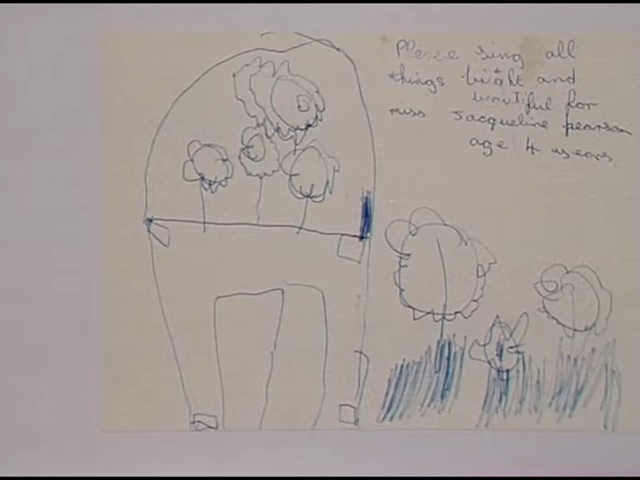 Please sing all
things bright and
beautiful for
miss Jacqueline pearson
age 4 years